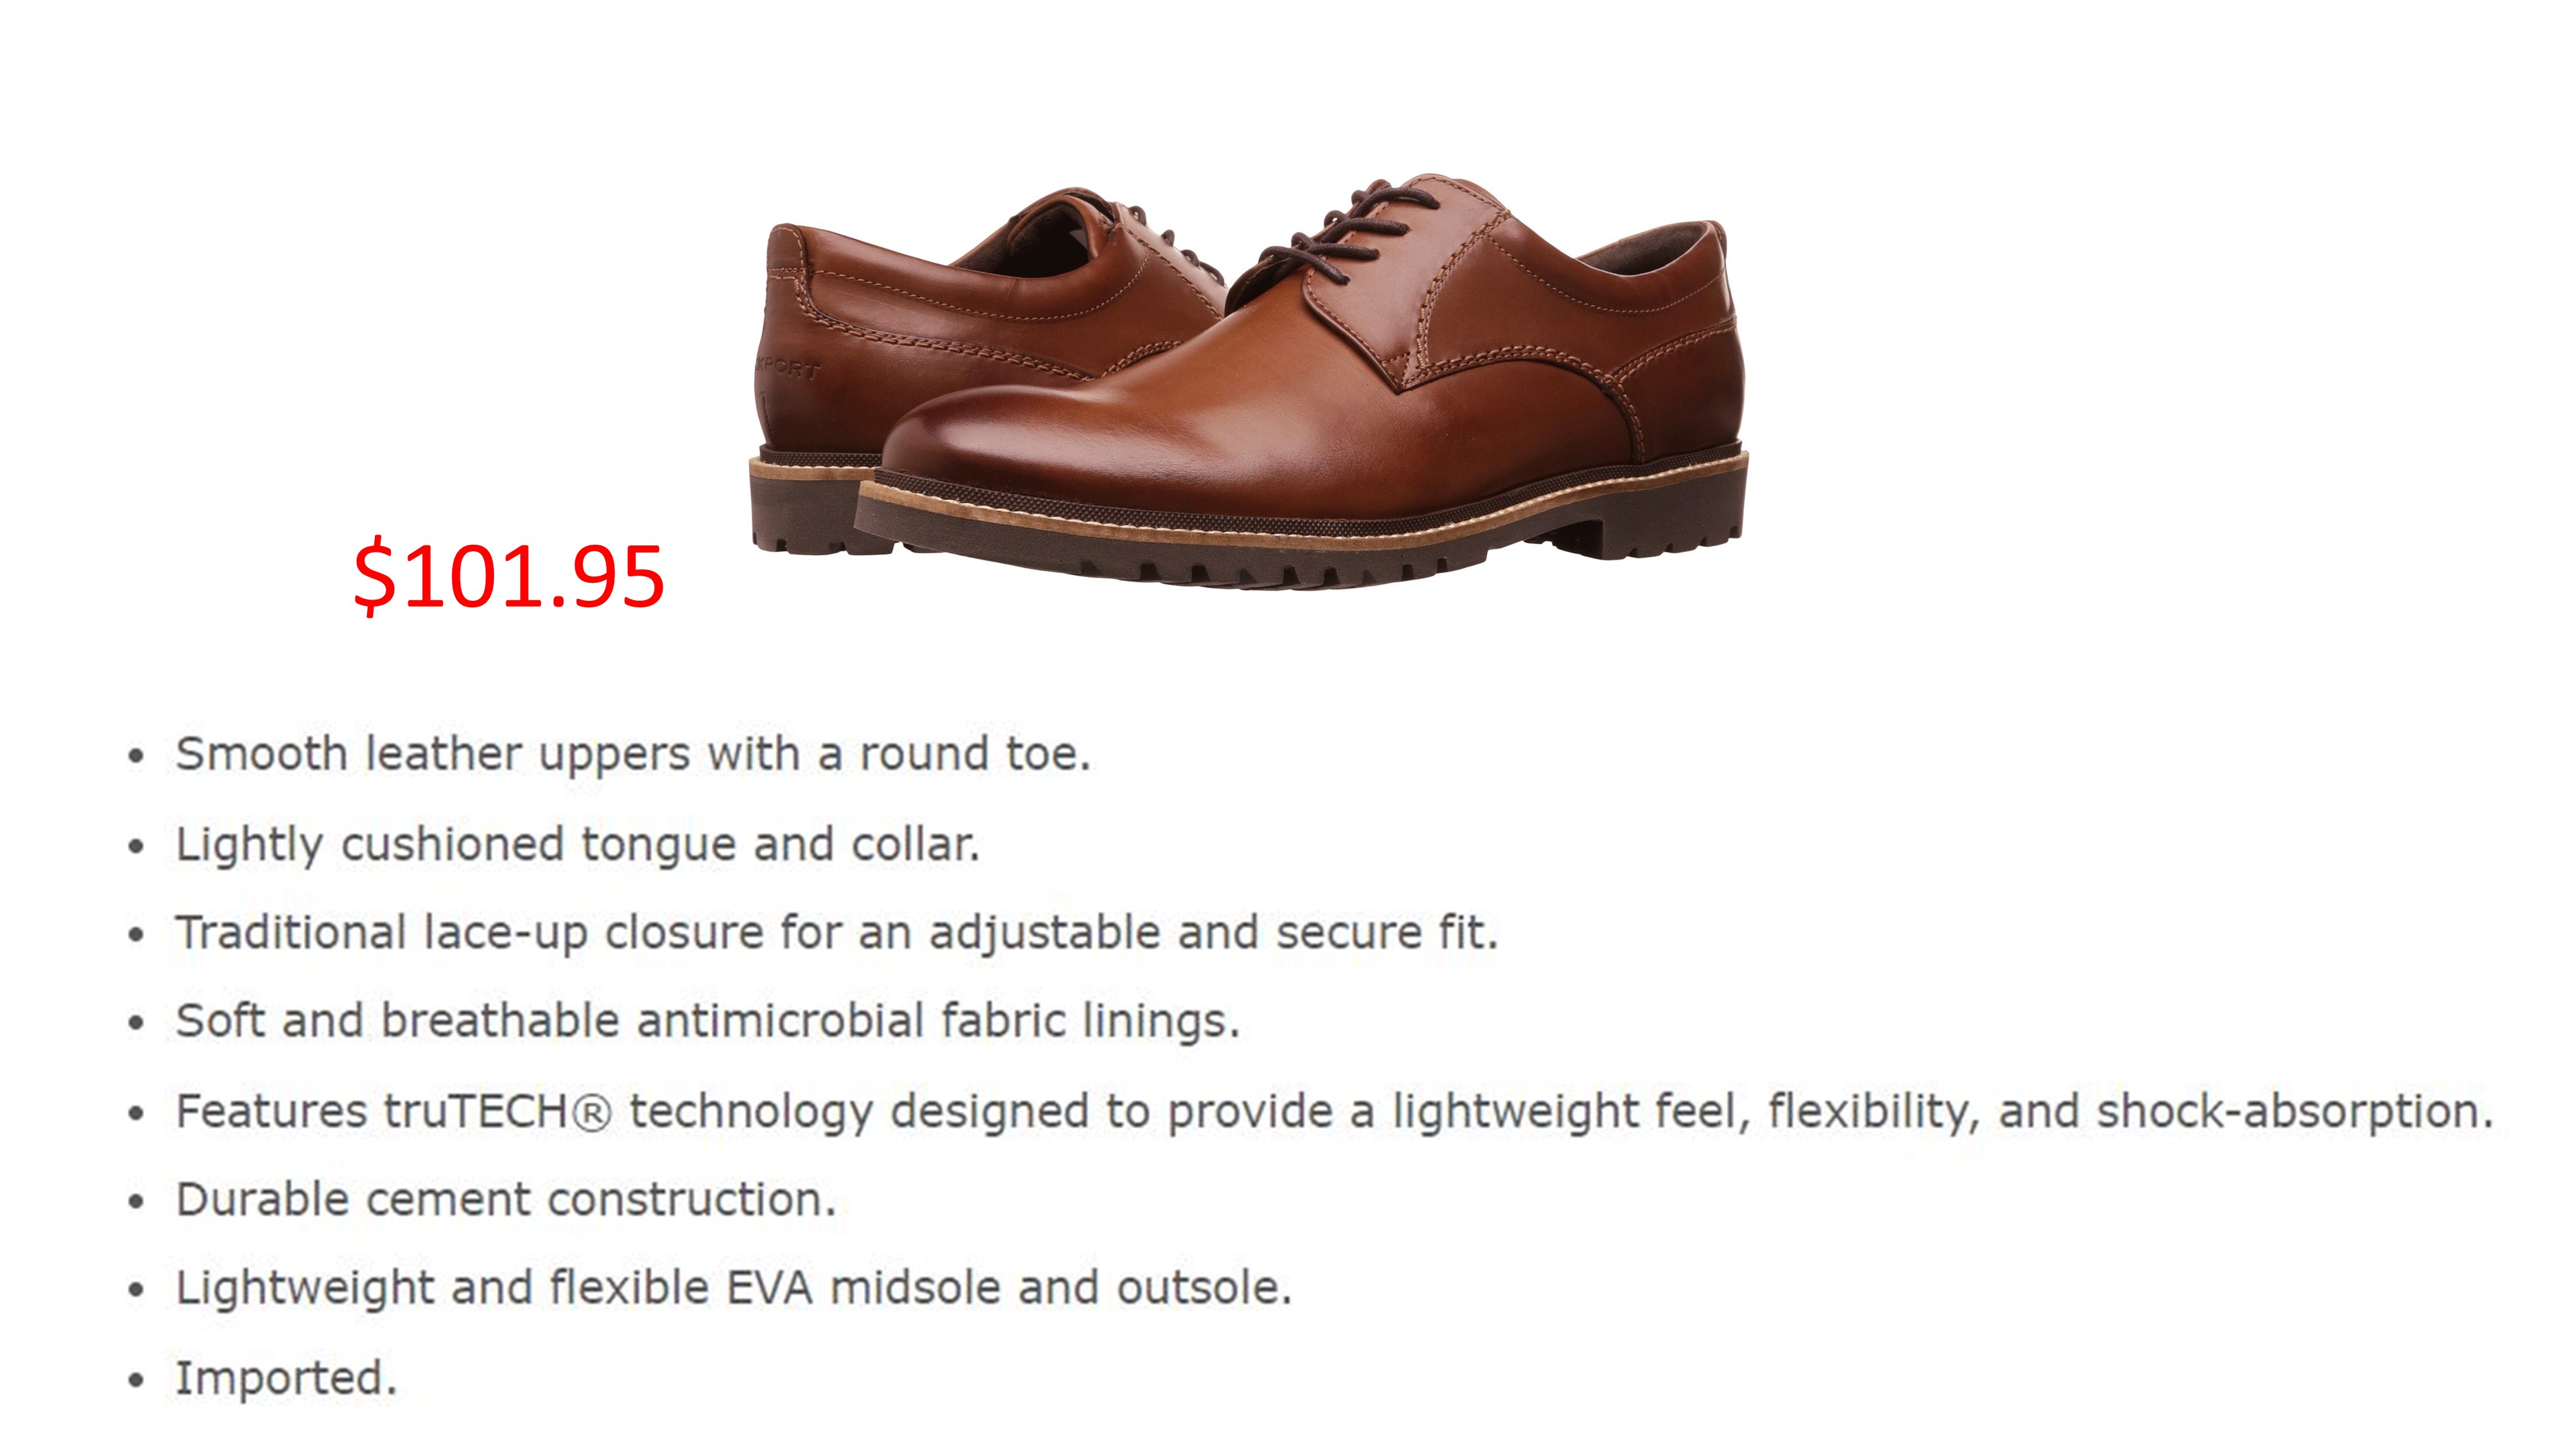 KPORT
$101.95
• Smooth leather uppers with a round toe.
• Lightly cushioned tongue and collar.
• Traditional lace-up closure for an adjustable and secure fit.
• Soft and breathable antimicrobial fabric linings.
• Features truTECH® technology designed to provide a lightweight feel, flexibility, and shock-absorption.
• Durable cement construction.
• Lightweight and flexible EVA midsole and outsole.
• Imported.